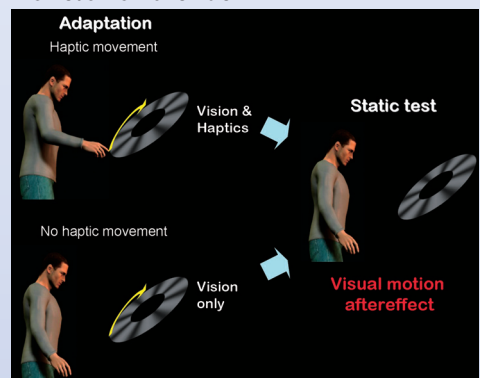 Adaptation
Haptic movement
Vision &
Haptics
Static test
No haptic movement
Vision
only
Visual motion
aftereffect